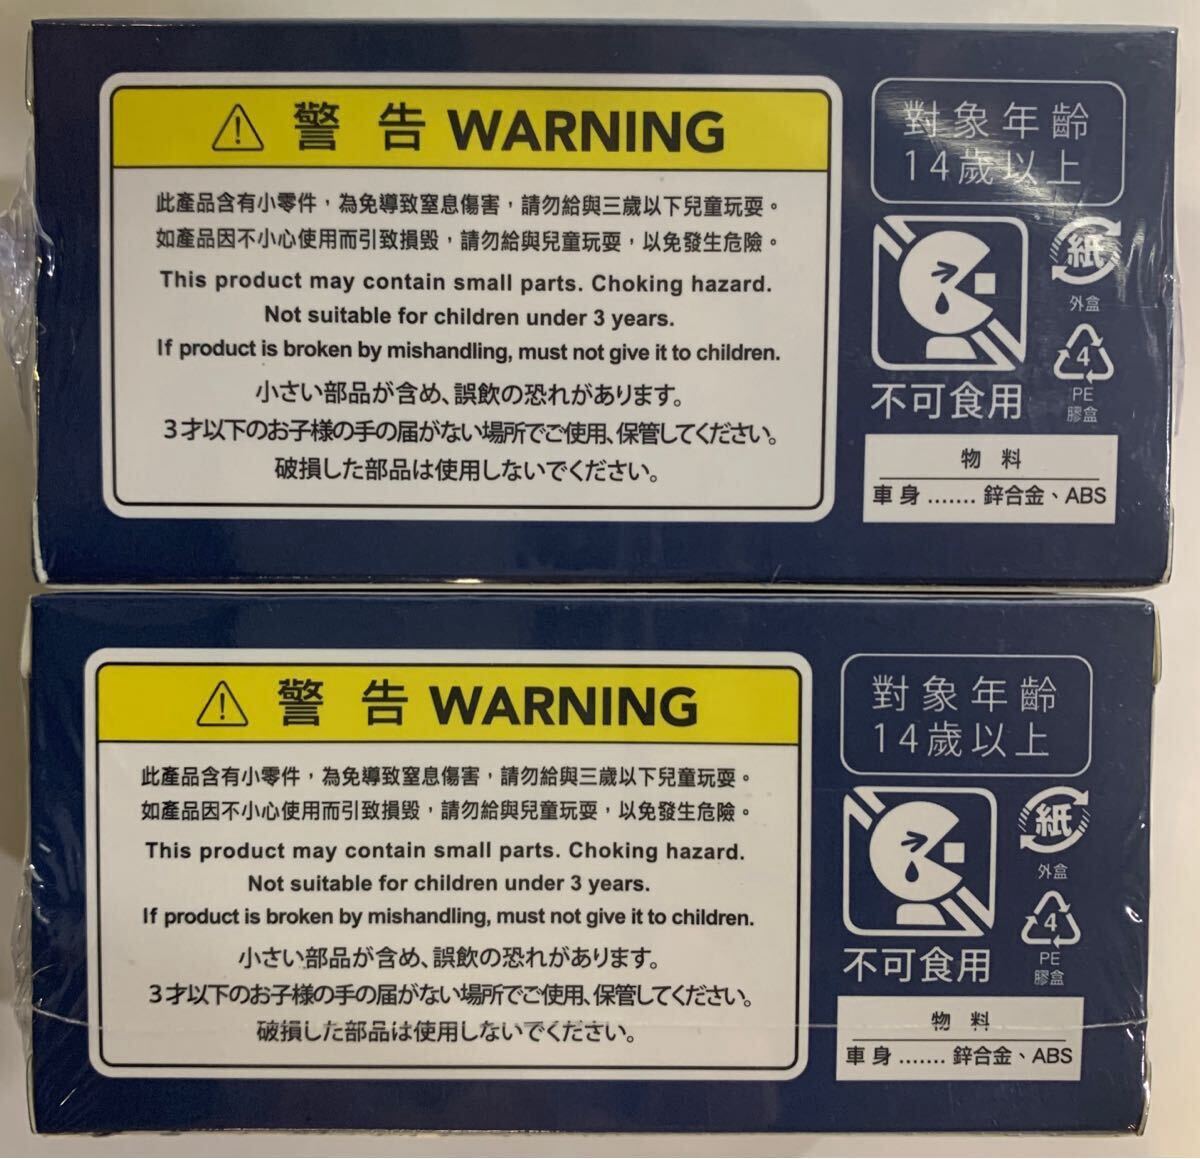 警 告 WARNING
此產品含有小零件，為免導致窒息傷害，請勿給與三歲以下兒童玩耍。
如產品因不小心使用而引致損毀，請勿給與兒童玩耍，以免發生危險。
This product may contain small parts. Choking hazard.
Not suitable for children under 3 years.
If product is broken by mishandling, must not give it to children.
小さい部品が含め、誤飲の恐れがあります。
3才以下のお子様の手の届がない場所でご使用、保管してください。
破損した部品は使用しないでください。
對象年齡
14歲以上
不可食用
紙
外盒
4
PE
膠盒
物 料
車身 ....... 鋅合金、ABS
警 告 WARNING
此產品含有小零件，為免導致窒息傷害，請勿給與三歲以下兒童玩耍。
如產品因不小心使用而引致損毀，請勿給與兒童玩耍，以免發生危險。
This product may contain small parts. Choking hazard.
Not suitable for children under 3 years.
If product is broken by mishandling, must not give it to children.
小さい部品が含め、誤飲の恐れがあります。
3才以下のお子様の手の届がない場所でご使用、保管してください。
破損した部品は使用しないでください。
對象年齡
14歲以上
不可食用
紙
外盒
4
PE
膠盒
物 料
車身 ....... 鋅合金、ABS